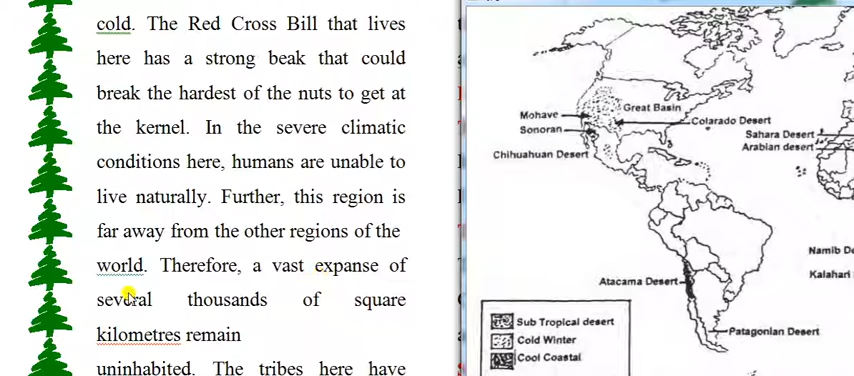 cold. The Red Cross Bill that lives
here has a strong beak that could
break the hardest of the nuts to get at
the kernel. In the severe climatic
conditions here, humans are unable to
live naturally. Further, this region is
far away from the other regions of the
world. Therefore, a vast expanse of
several thousands of square
kilometres remain
uninhabited. The tribes here have
Great Basin
Mohave
Colarado Desert
Sonoran
Sahara Desert
Arabian desert
Chihuahuan Desert
Namib De
Kalahari
Atacama Desert
Patagonian Desert
Sub Tropical desert
Cold Winter
Cool Coastal